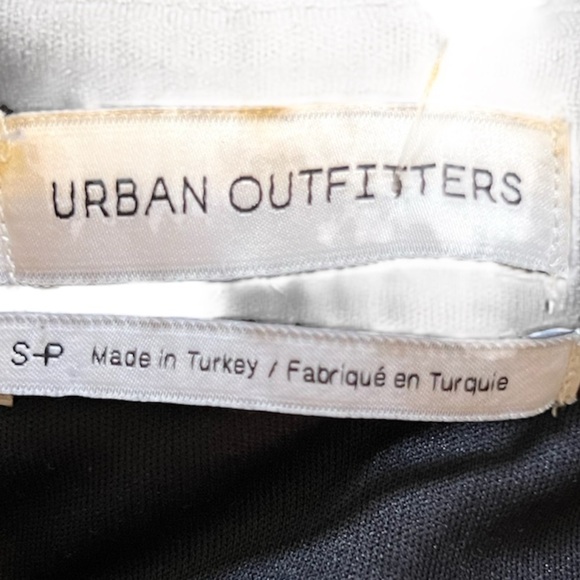 URBAN OUTFITTERS
S-P Made in Turkey / Fabriqué en Turquie